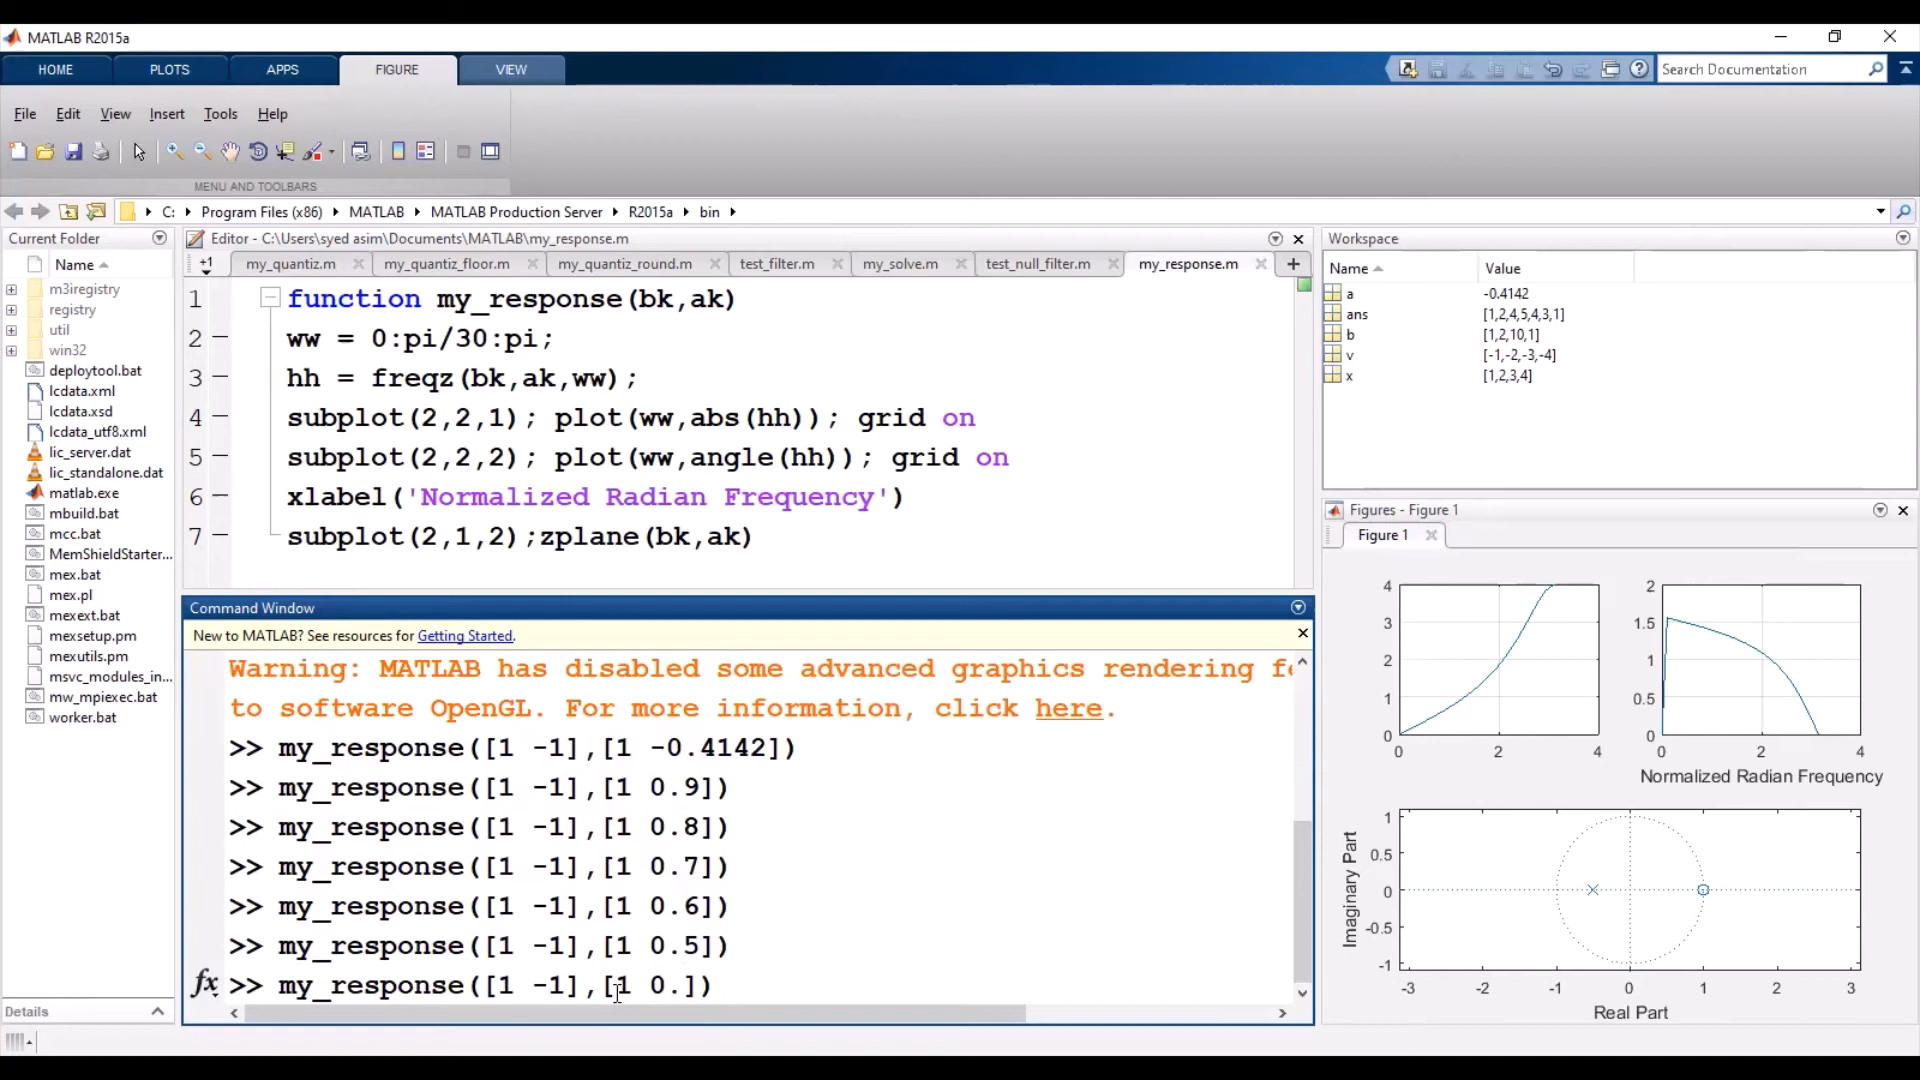 MATLAB R2015a
HOME PLOTS APPS FIGURE VIEW
Search Documentation
File Edit View Insert Tools Help
MENU AND TOOLBARS
C: Program Files (x86) MATLAB MATLAB Production Server R2015a bin
Current Folder
Name
m3iregistry
registry
util
win32
deploytool.bat
lcdata.xml
lcdata.xsd
lcdata_utf8.xml
lic_server.dat
lic_standalone.dat
matlab.exe
mbuild.bat
mcc.bat
MemShieldStarter...
mex.bat
mex.pl
mexext.bat
mexsetup.pm
mexutils.pm
msvc_modules_in...
mw_mpiexec.bat
worker.bat
Details
Editor - C:\Users\syed asim\Documents\MATLAB\my_response.m
+1 my_quantiz.m my_quantiz_floor.m my_quantiz_round.m test_filter.m my_solve.m test_null_filter.m my_response.m
1 function my_response(bk,ak)
2 ww = 0:pi/30:pi;
3 hh = freqz(bk,ak,ww);
4 subplot(2,2,1); plot(ww,abs(hh)); grid on
5 subplot(2,2,2); plot(ww,angle(hh)); grid on
6 xlabel('Normalized Radian Frequency')
7 subplot(2,1,2);zplane(bk,ak)
Command Window
New to MATLAB? See resources for Getting Started.
Warning: MATLAB has disabled some advanced graphics rendering fe
to software OpenGL. For more information, click here.
>> my_response([1 -1],[1 -0.4142])
>> my_response([1 -1],[1 0.9])
>> my_response([1 -1],[1 0.8])
>> my_response([1 -1],[1 0.7])
>> my_response([1 -1],[1 0.6])
>> my_response([1 -1],[1 0.5])
fx >> my_response([1 -1],[1 0.])
Workspace
Name Value
a -0.4142
ans [1,2,4,5,4,3,1]
b [1,2,10,1]
v [-1,-2,-3,-4]
x [1,2,3,4]
Figures - Figure 1
Figure 1
4
3
2
1
0
0 2 4
2
1.5
1
0.5
0
0 2 4
Normalized Radian Frequency
Imaginary Part
1
0.5
0
-0.5
-1
-3 -2 -1 0 1 2 3
Real Part